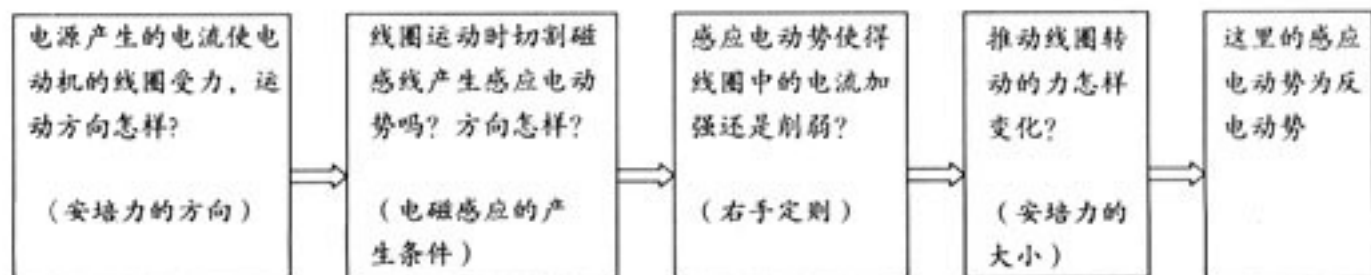 电源产生的电流使电
动机的线圈受力，运
动方向怎样？
（安培力的方向）
线圈运动时切割磁
感线产生感应电动
势吗？方向怎样？
（电磁感应的产
生条件）
感应电动势使得
线圈中的电流加
强还是削弱？
（右手定则）
推动线圈转
动的力怎样
变化？
（安培力的
大小）
这里的感应
电动势为反
电动势